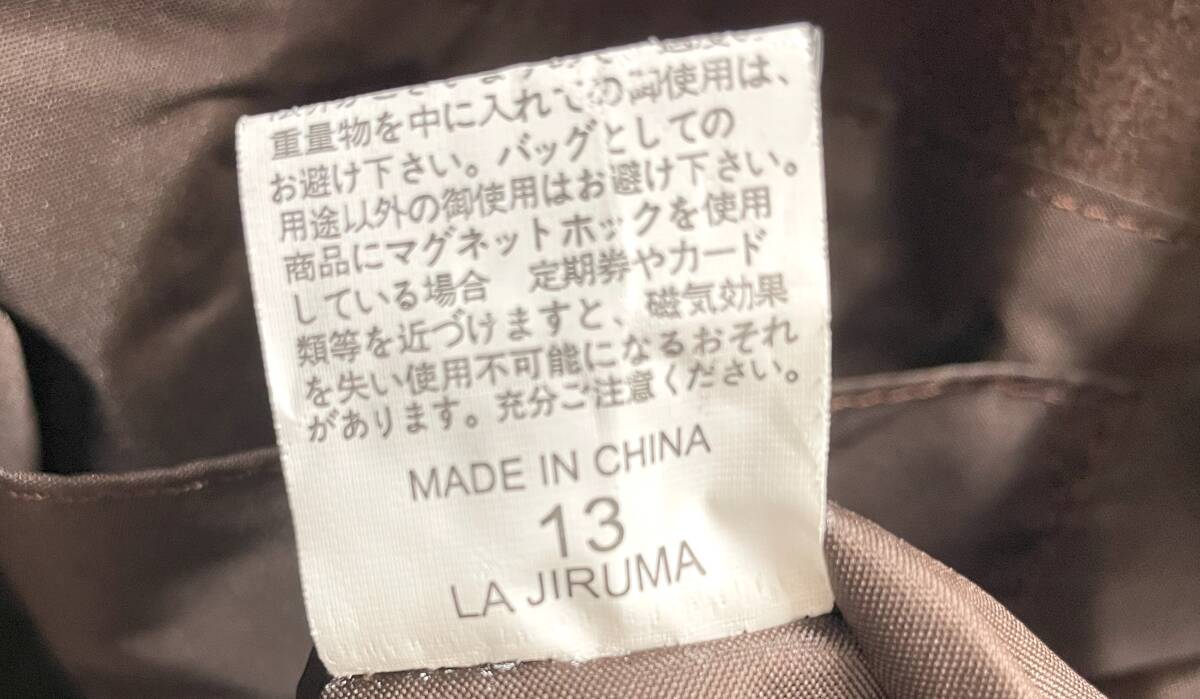 重量物を中に入れての御使用は、
お避け下さい。バッグとしての
用途以外の御使用はお避け下さい。
商品にマグネットホックを使用
している場合 定期券やカード
類等を近づけますと、磁気効果
を失い使用不可能になるおそれ
があります。充分ご注意ください。
MADE IN CHINA
13
LA JIRUMA